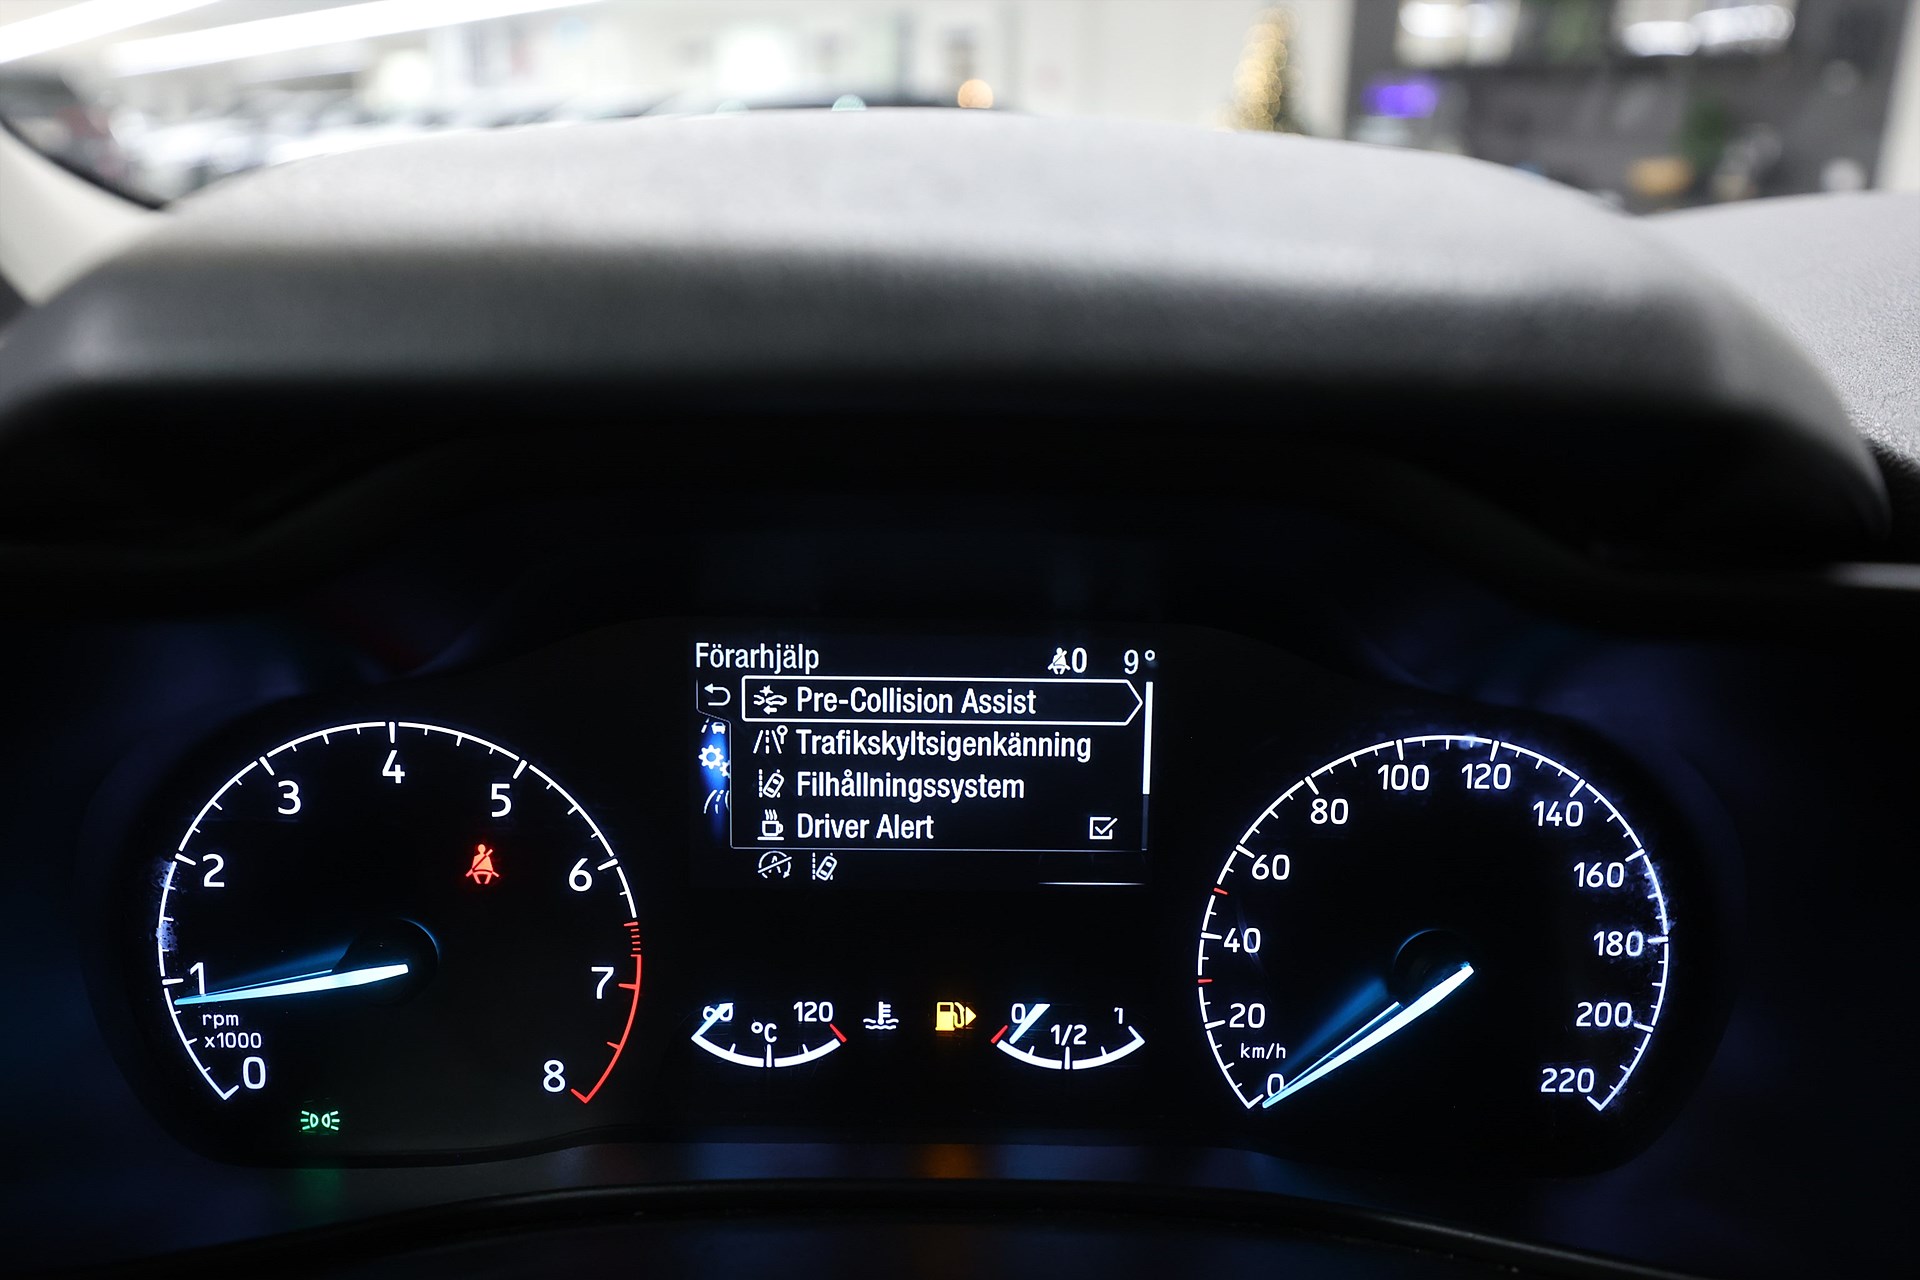 Förarhjälp 0 9°
Pre-Collision Assist
Trafikskyltsigenkänning
Filhållningssystem
Driver Alert
0 1 2 3 4 5 6 7 8
rpm
x1000
60 °C 120
0 1/2 1
0 20 40 60 80 100 120 140 160 180 200 220
km/h